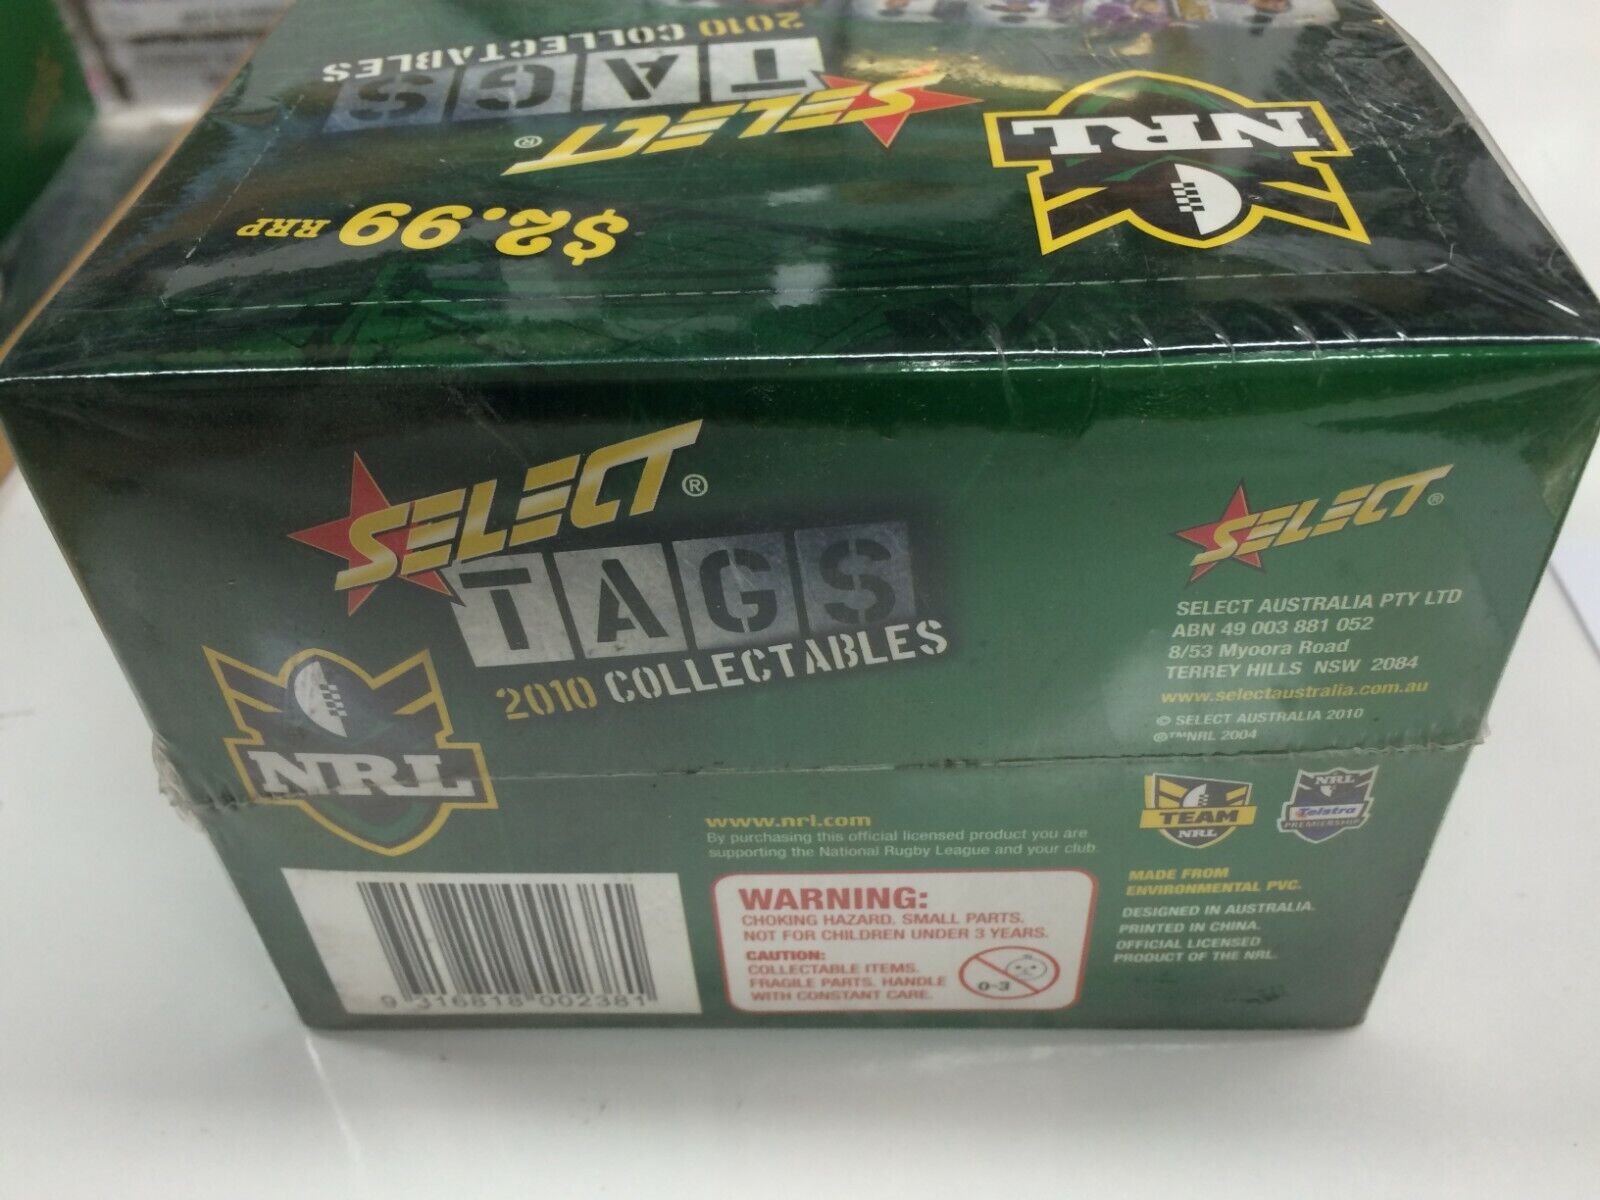 2010 COLLECTABLES
TAGS
SELECT®
NRL
$2.99 RRP
SELECT®
TAGS
2010 COLLECTABLES
NRL
SELECT®
SELECT AUSTRALIA PTY LTD
ABN 49 003 881 052
8/53 Myoora Road
TERREY HILLS NSW 2084
www.selectaustralia.com.au
© SELECT AUSTRALIA 2010
®™NRL 2004
www.nrl.com
By purchasing this official licensed product you are
supporting the National Rugby League and your club.
TEAM
NRL
NRL
Telstra
PREMIERSHIP
WARNING:
CHOKING HAZARD. SMALL PARTS.
NOT FOR CHILDREN UNDER 3 YEARS.
CAUTION:
COLLECTABLE ITEMS.
FRAGILE PARTS. HANDLE
WITH CONSTANT CARE.
0-3
MADE FROM
ENVIRONMENTAL PVC.
DESIGNED IN AUSTRALIA.
PRINTED IN CHINA.
OFFICIAL LICENSED
PRODUCT OF THE NRL.
9 316818 002381